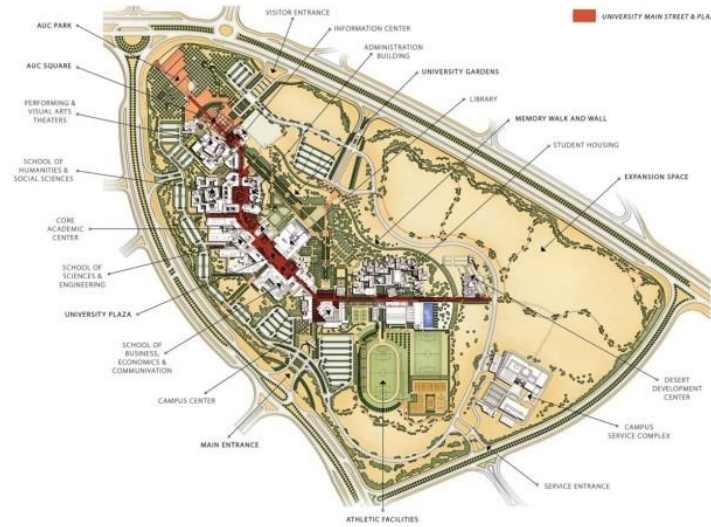 UNIVERSITY MAIN STREET & PLAZ
VISITOR ENTRANCE
AUC PARK
INFORMATION CENTER
ADMINISTRATION
BUILDING
AUC SQUARE
UNIVERSITY GARDENS
LIBRARY
PERFORMING &
VISUAL ARTS
THEATERS
MEMORY WALK AND WALL
STUDENT HOUSING
SCHOOL OF
HUMANITIES &
SOCIAL SCIENCES
EXPANSION SPACE
CORE
ACADEMIC
CENTER
SCHOOL OF
SCIENCES &
ENGINEERING
UNIVERSITY PLAZA
SCHOOL OF
BUSINESS,
ECONOMICS &
COMMUNIVATION
CAMPUS CENTER
DESERT
DEVELOPMENT
CENTER
CAMPUS
SERVICE COMPLEX
MAIN ENTRANCE
SERVICE ENTRANCE
ATHLETIC FACILITIES